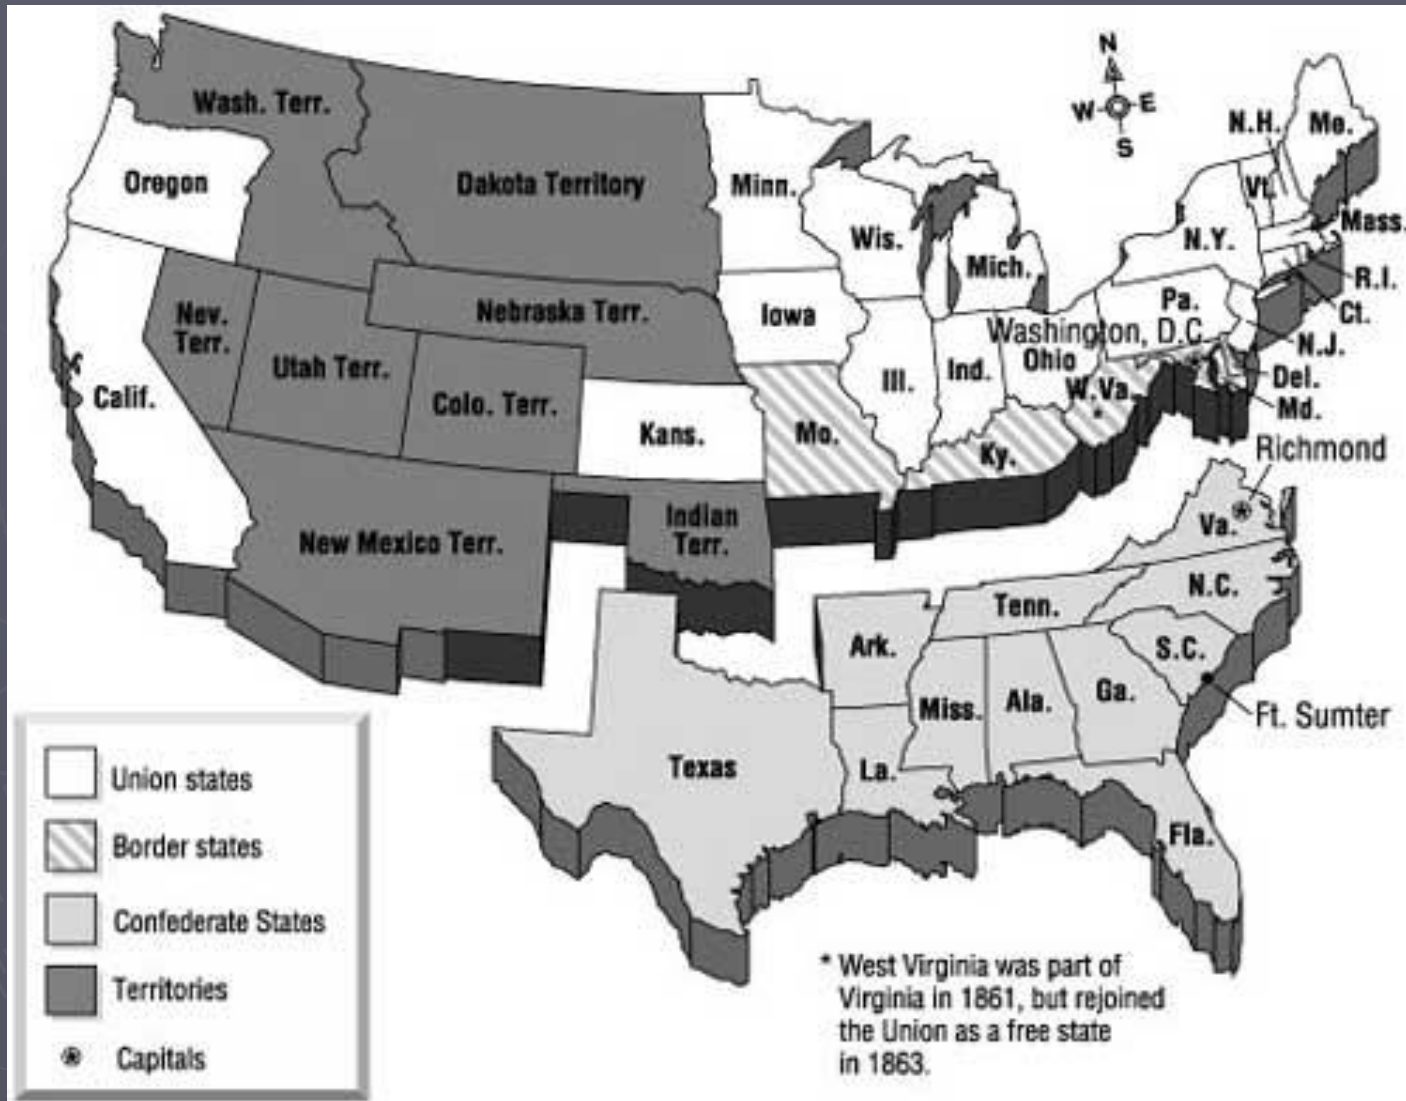 N
W
E
S
Wash. Terr.
Oregon
Dakota Territory
Minn.
Wis.
Mich.
N.H.
Me.
Vt.
N.Y.
Mass.
R.I.
Ct.
Pa.
N.J.
Washington, D.C.
Del.
Md.
Nev.
Terr.
Utah Terr.
Nebraska Terr.
Iowa
Ill.
Ind.
Ohio
W.Va.
*
Calif.
Colo. Terr.
Kans.
Mo.
Ky.
Richmond
Va.
New Mexico Terr.
Indian
Terr.
Tenn.
N.C.
Ark.
S.C.
Miss.
Ala.
Ga.
Ft. Sumter
Texas
La.
Fla.
Union states
Border states
Confederate States
Territories
Capitals
* West Virginia was part of
Virginia in 1861, but rejoined
the Union as a free state
in 1863.